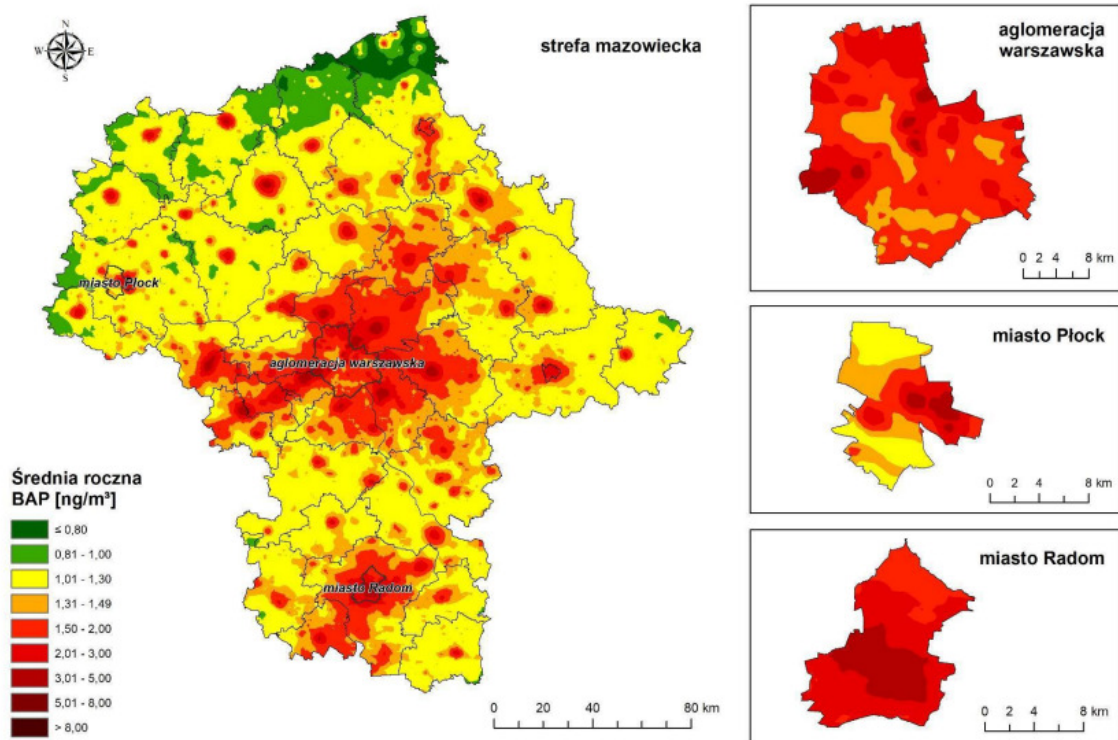 N
W E
S
strefa mazowiecka
miasto Płock
aglomeracja warszawska
miasto Radom
Średnia roczna
BAP [ng/m³]
≤ 0,80
0,81 - 1,00
1,01 - 1,30
1,31 - 1,49
1,50 - 2,00
2,01 - 3,00
3,01 - 5,00
5,01 - 8,00
> 8,00
0 20 40 80 km
aglomeracja
warszawska
0 2 4 8 km
miasto Płock
0 2 4 8 km
miasto Radom
0 2 4 8 km